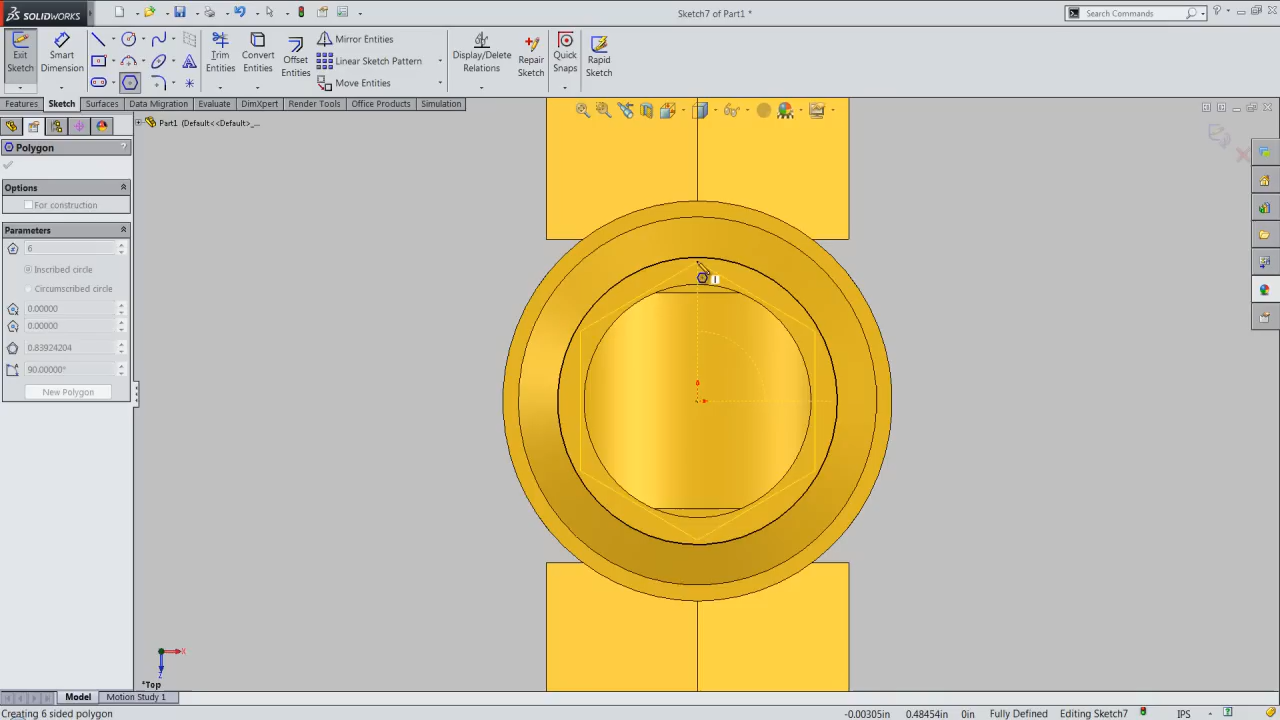 SOLIDWORKS
Sketch7 of Part1 *
Search Commands
Exit Sketch
Smart Dimension
Trim Entities
Convert Entities
Offset Entities
Mirror Entities
Linear Sketch Pattern
Move Entities
Display/Delete Relations
Repair Sketch
Quick Snaps
Rapid Sketch
Features Sketch Surfaces Data Migration Evaluate DimXpert Render Tools Office Products Simulation
Part1 (Default<<Default>_...
Polygon ?
Options
For construction
Parameters
6
Inscribed circle
Circumscribed circle
0.00000
0.00000
0.83924204
90.00000°
New Polygon
X
Z
*Top
Model Motion Study 1
Creating 6 sided polygon -0.00305in 0.48454in 0in Fully Defined Editing Sketch7 IPS